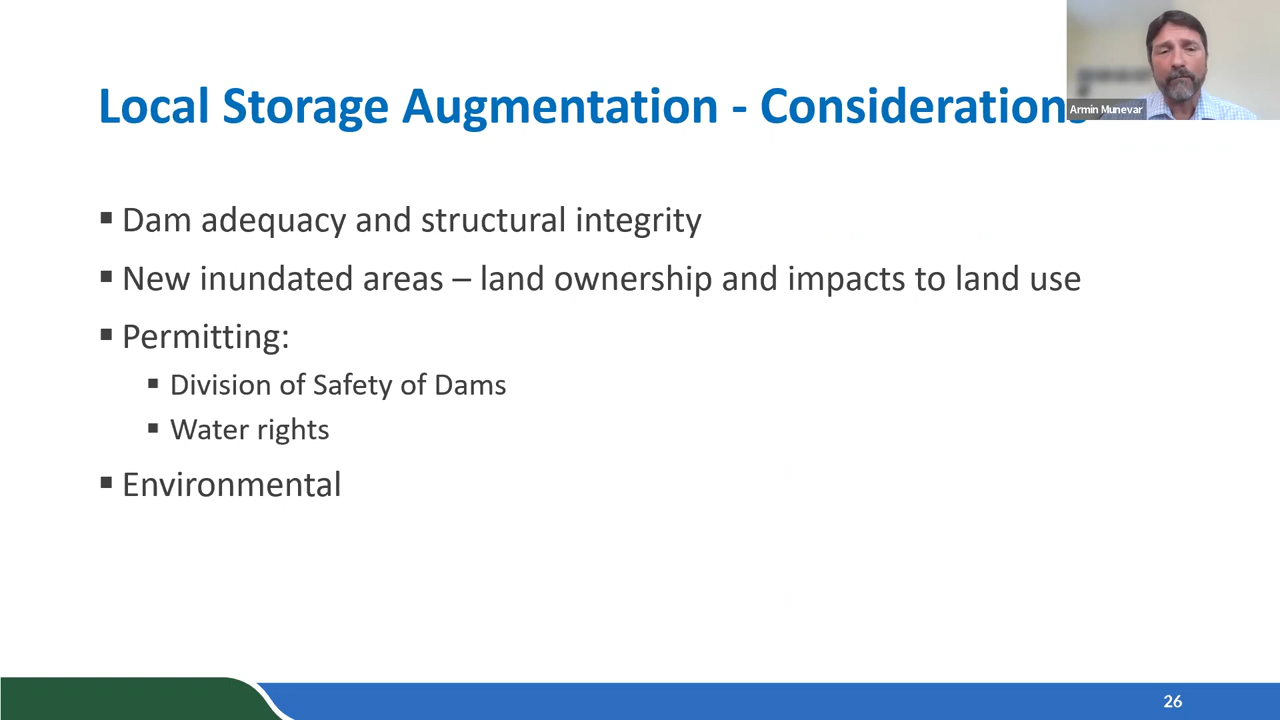 Local Storage Augmentation - Considerations
Armin Munevar
▪ Dam adequacy and structural integrity
▪ New inundated areas – land ownership and impacts to land use
▪ Permitting:
▪ Division of Safety of Dams
▪ Water rights
▪ Environmental
26